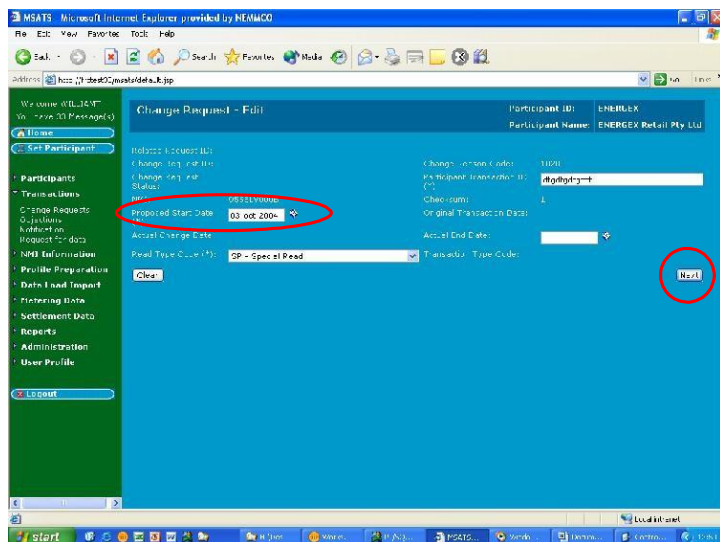 MSATS Microsoft Internet Explorer provided by NEMMCO
File Edit View Favorites Tools Help
Back Search Favorites Media
Address
Welcome WILLIAMT
You have 33 Message(s)
Home
Set Participant
Participants
Transactions
Change Requests
Objections
Notification
Request for data
NMI Information
Profile Preparation
Data Load Import
Metering Data
Settlement Data
Reports
Administration
User Profile
Logout
Change Request - Edit
Participant ID: ENERGEX
Participant Name: ENERGEX Retail Pty Ltd
Related Request ID:
Change Request ID: Change Reason Code: 1020
Change Request Status: Participant Transaction ID (*)
NMI: Checksum: 1
Proposed Start Date (*): 03-oct-2004 Original Transaction Date:
Actual Change Date Actual End Date:
Read Type Code (*): SP - Special Read Transaction Type Code:
Clear Next
Local intranet
start MSATS...